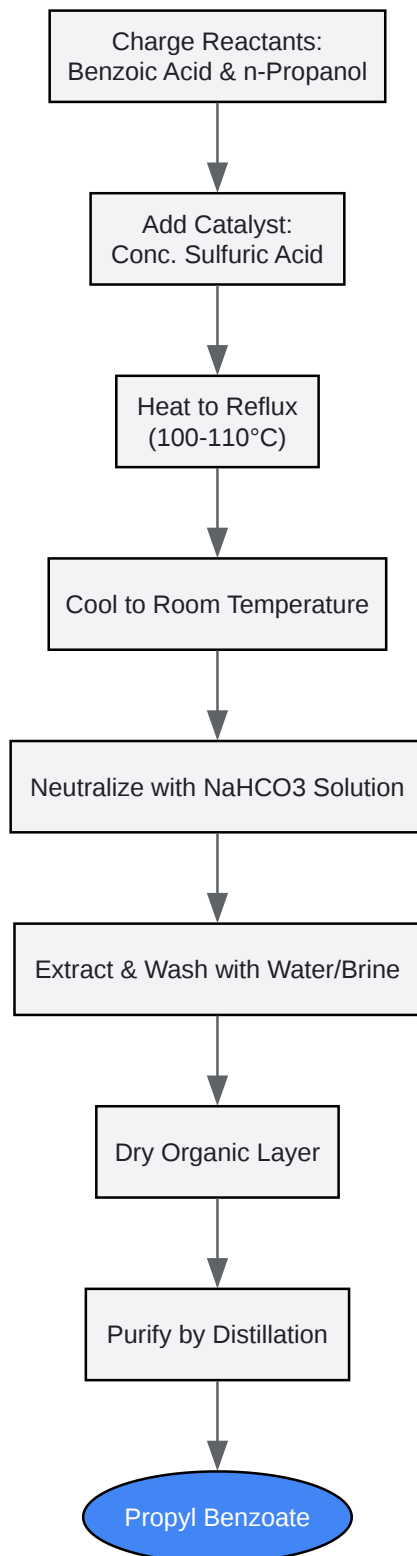 Charge Reactants:
Benzoic Acid & n-Propanol
Add Catalyst:
Conc. Sulfuric Acid
Heat to Reflux
(100-110°C)
Cool to Room Temperature
Neutralize with NaHCO3 Solution
Extract & Wash with Water/Brine
Dry Organic Layer
Purify by Distillation
Propyl Benzoate